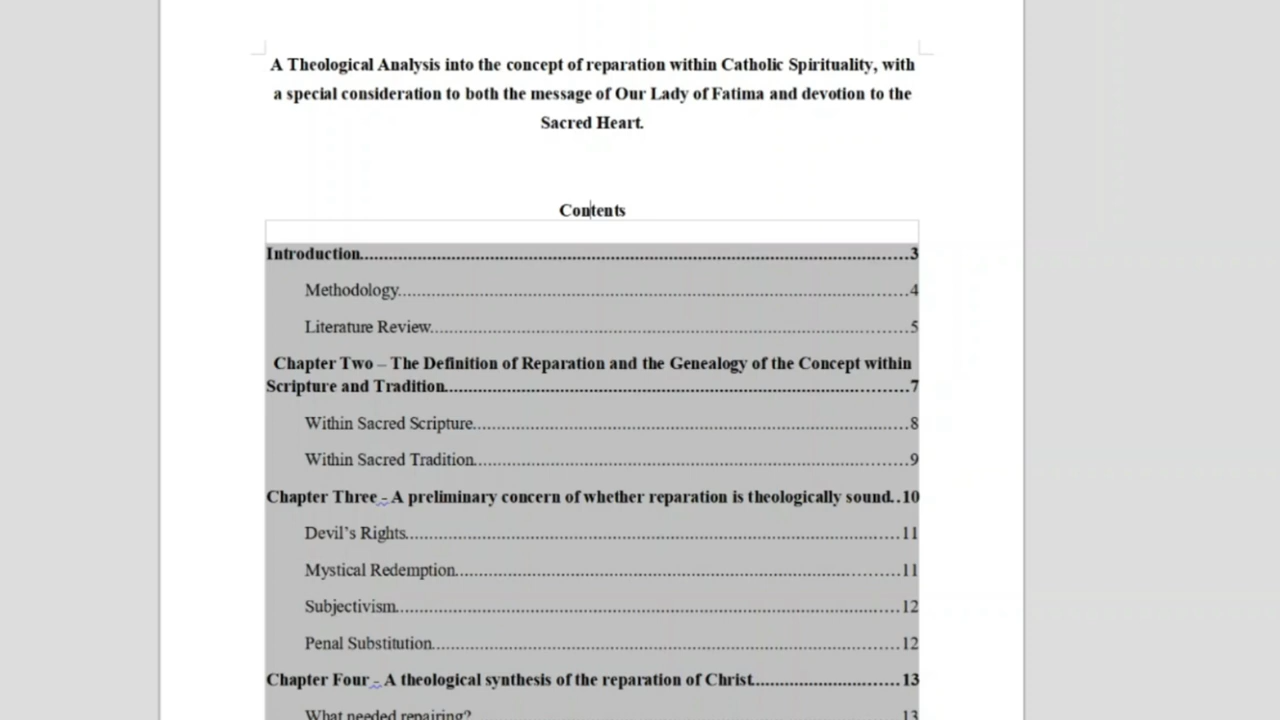 A Theological Analysis into the concept of reparation within Catholic Spirituality, with
a special consideration to both the message of Our Lady of Fatima and devotion to the
Sacred Heart.
Contents
Introduction....................3
Methodology....................4
Literature Review....................5
Chapter Two – The Definition of Reparation and the Genealogy of the Concept within
Scripture and Tradition....................7
Within Sacred Scripture....................8
Within Sacred Tradition....................9
Chapter Three - A preliminary concern of whether reparation is theologically sound..10
Devil’s Rights....................11
Mystical Redemption....................11
Subjectivism....................12
Penal Substitution....................12
Chapter Four - A theological synthesis of the reparation of Christ....................13
What needed repairing?....................13